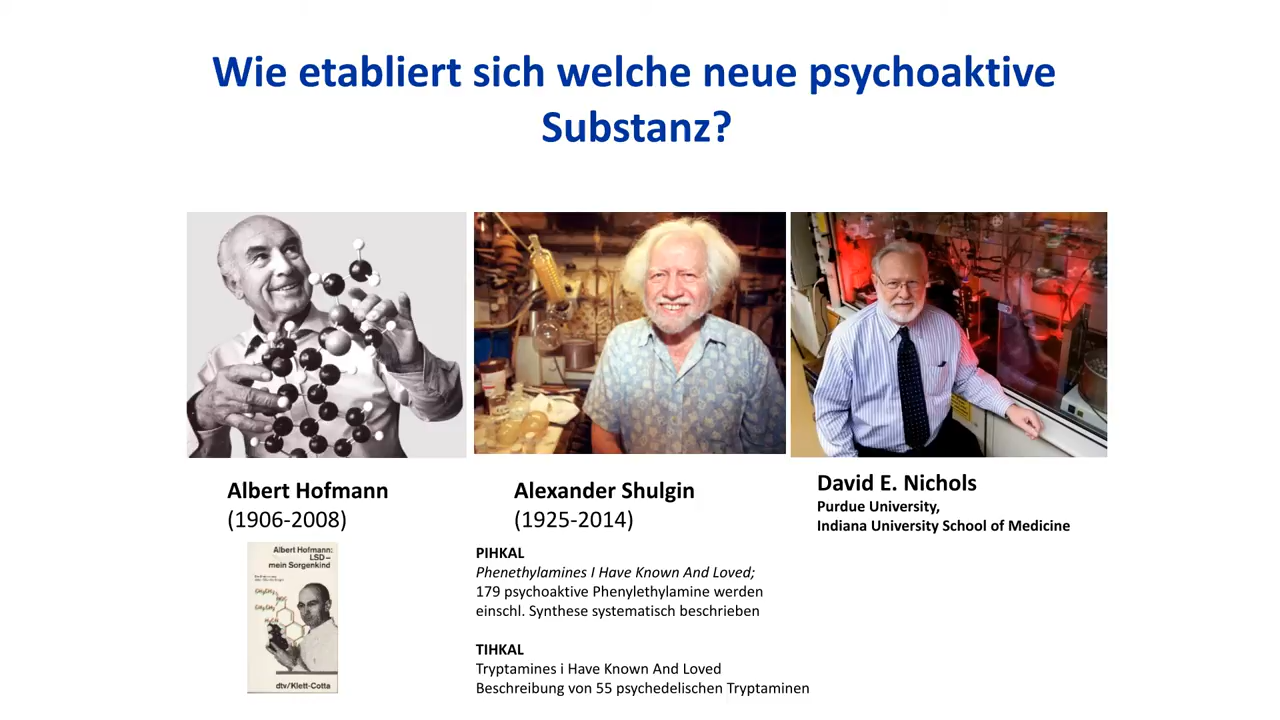 Wie etabliert sich welche neue psychoaktive
Substanz?
Albert Hofmann
(1906-2008)
Albert Hofmann:
LSD –
mein Sorgenkind
dtv/Klett-Cotta
Alexander Shulgin
(1925-2014)
PIHKAL
Phenethylamines I Have Known And Loved;
179 psychoaktive Phenylethylamine werden
einschl. Synthese systematisch beschrieben
TIHKAL
Tryptamines i Have Known And Loved
Beschreibung von 55 psychedelischen Tryptaminen
David E. Nichols
Purdue University,
Indiana University School of Medicine